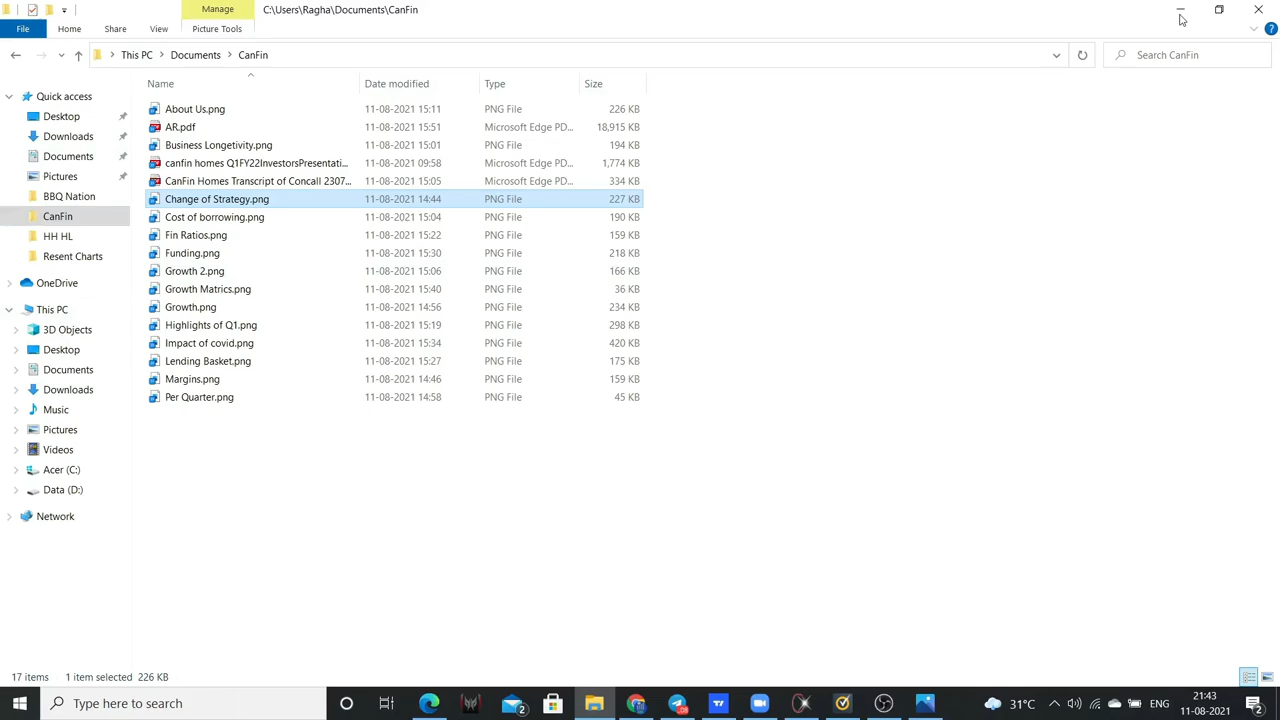 Manage
C:\Users\Ragha\Documents\CanFin
File Home Share View Picture Tools
This PC Documents CanFin
Search CanFin
Name Date modified Type Size
Quick access
Desktop
Downloads
Documents
Pictures
BBQ Nation
CanFin
HH HL
Resent Charts
OneDrive
This PC
3D Objects
Desktop
Documents
Downloads
Music
Pictures
Videos
Acer (C:)
Data (D:)
Network
About Us.png 11-08-2021 15:11 PNG File 226 KB
AR.pdf 11-08-2021 15:51 Microsoft Edge PD... 18,915 KB
Business Longetivity.png 11-08-2021 15:01 PNG File 194 KB
canfin homes Q1FY22InvestorsPresentati... 11-08-2021 09:58 Microsoft Edge PD... 1,774 KB
CanFin Homes Transcript of Concall 2307... 11-08-2021 15:05 Microsoft Edge PD... 334 KB
Change of Strategy.png 11-08-2021 14:44 PNG File 227 KB
Cost of borrowing.png 11-08-2021 15:04 PNG File 190 KB
Fin Ratios.png 11-08-2021 15:22 PNG File 159 KB
Funding.png 11-08-2021 15:30 PNG File 218 KB
Growth 2.png 11-08-2021 15:06 PNG File 166 KB
Growth Matrics.png 11-08-2021 15:40 PNG File 36 KB
Growth.png 11-08-2021 14:56 PNG File 234 KB
Highlights of Q1.png 11-08-2021 15:19 PNG File 298 KB
Impact of covid.png 11-08-2021 15:34 PNG File 420 KB
Lending Basket.png 11-08-2021 15:27 PNG File 175 KB
Margins.png 11-08-2021 14:46 PNG File 159 KB
Per Quarter.png 11-08-2021 14:58 PNG File 45 KB
17 items 1 item selected 226 KB
Type here to search
2
31°C
ENG
21:43
11-08-2021
2